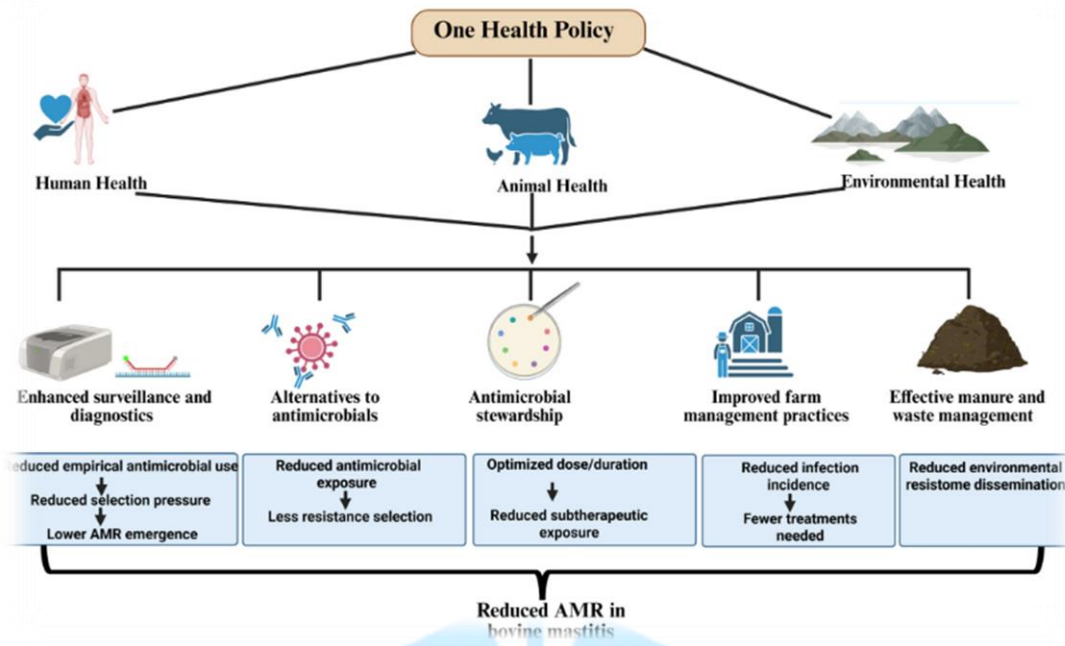 One Health Policy
Human Health
Animal Health
Environmental Health
Enhanced surveillance and
diagnostics
Alternatives to
antimicrobials
Antimicrobial
stewardship
Improved farm
management practices
Effective manure and
waste management
Reduced empirical antimicrobial use
Reduced selection pressure
Lower AMR emergence
Reduced antimicrobial
exposure
Less resistance selection
Optimized dose/duration
Reduced subtherapeutic
exposure
Reduced infection
incidence
Fewer treatments
needed
Reduced environmental
resistome dissemination
Reduced AMR in
bovine mastitis